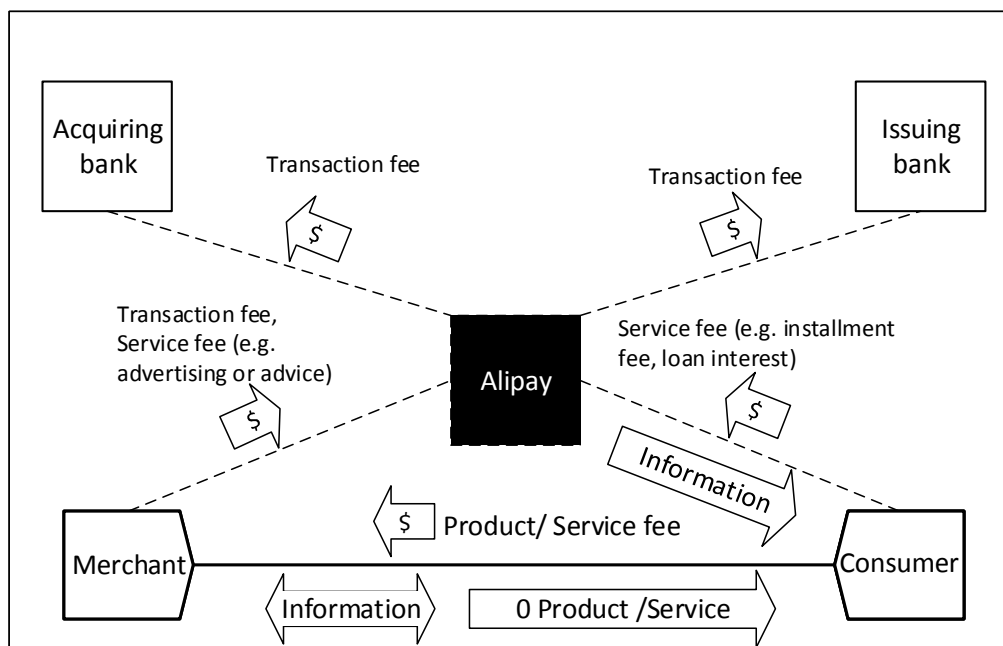 Acquiring
bank
Issuing
bank
Transaction fee
Transaction fee
$
$
Transaction fee,
Service fee (e.g.
advertising or advice)
Service fee (e.g. installment
fee, loan interest)
Alipay
$
$
Information
$ Product/ Service fee
Merchant
Consumer
Information
0 Product /Service